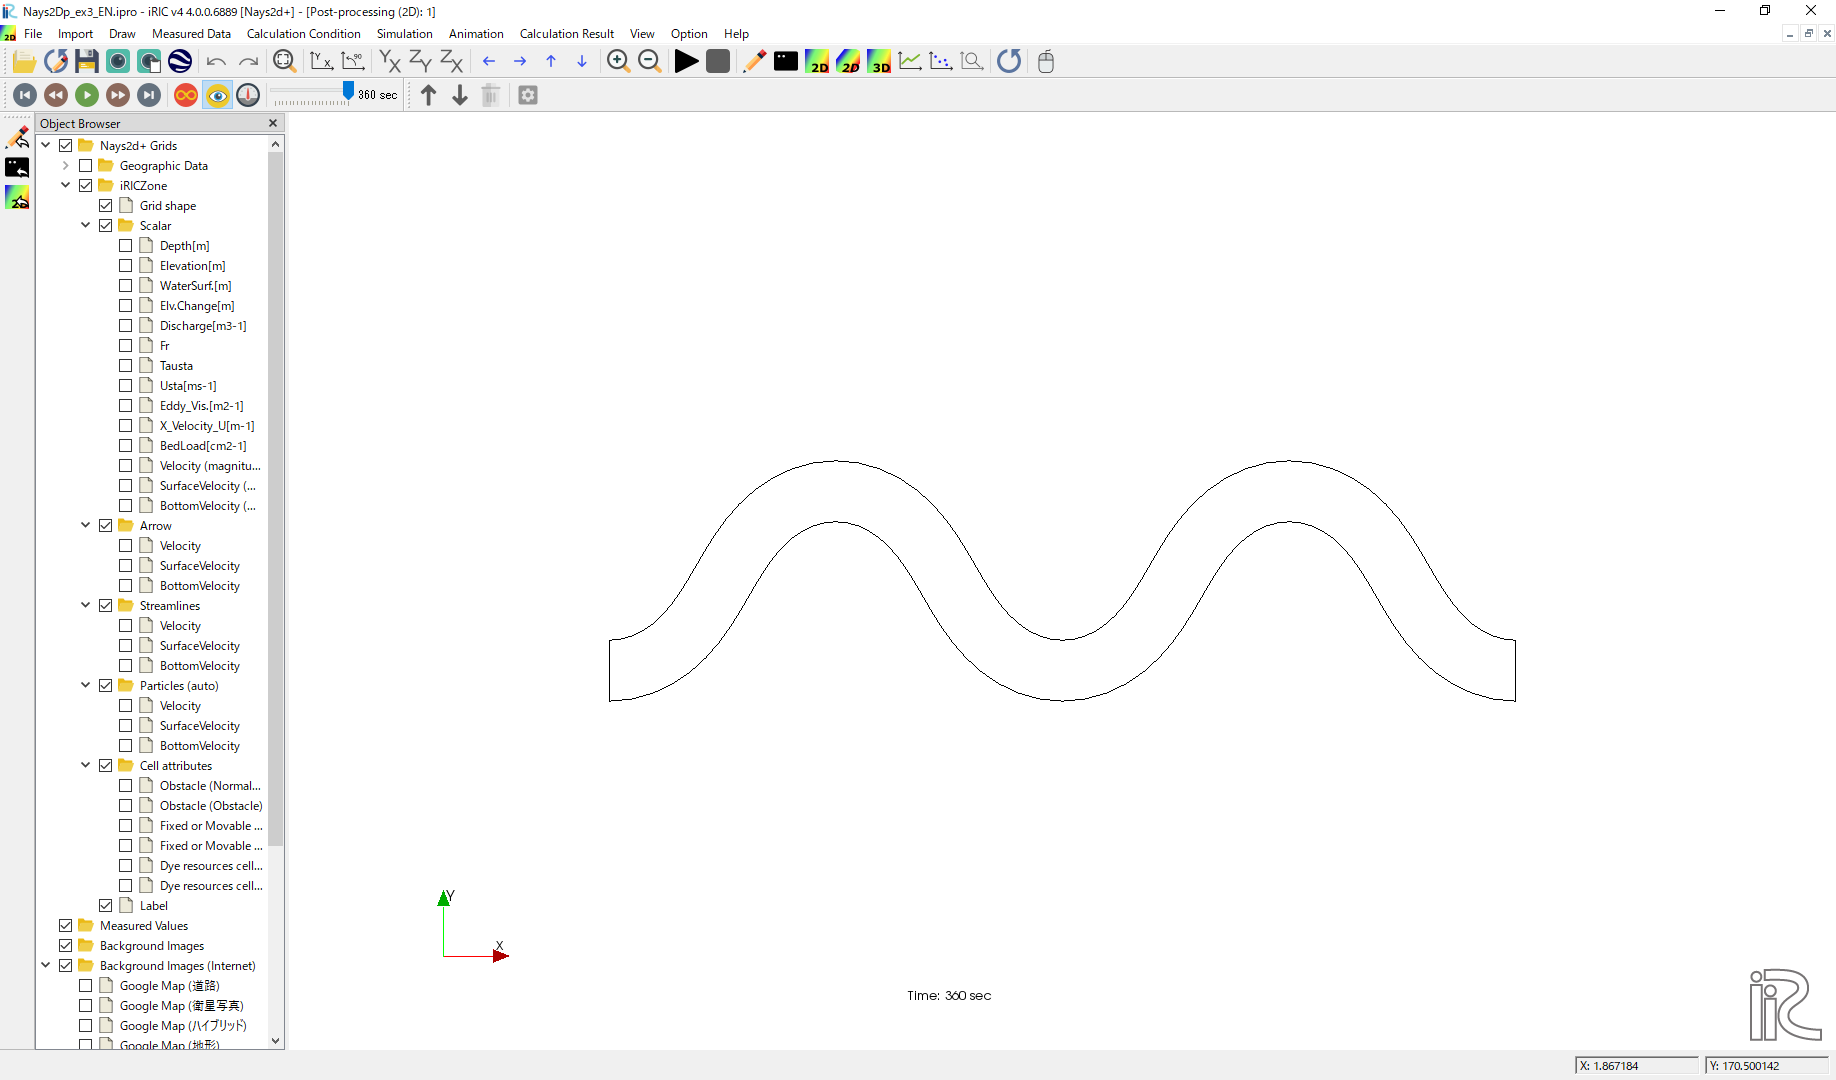 Nays2Dp_ex3_EN.ipro - iRIC v4 4.0.0.6889 [Nays2d+] - [Post-processing (2D): 1]
File Import Draw Measured Data Calculation Condition Simulation Animation Calculation Result View Option Help
360 sec
Object Browser
Nays2d+ Grids
Geographic Data
iRICZone
Grid shape
Scalar
Depth[m]
Elevation[m]
WaterSurf.[m]
Elv.Change[m]
Discharge[m3-1]
Fr
Tausta
Usta[ms-1]
Eddy_Vis.[m2-1]
X_Velocity_U[m-1]
BedLoad[cm2-1]
Velocity (magnitu...
SurfaceVelocity (...
BottomVelocity (...
Arrow
Velocity
SurfaceVelocity
BottomVelocity
Streamlines
Velocity
SurfaceVelocity
BottomVelocity
Particles (auto)
Velocity
SurfaceVelocity
BottomVelocity
Cell attributes
Obstacle (Normal...
Obstacle (Obstacle)
Fixed or Movable ...
Fixed or Movable ...
Dye resources cell...
Dye resources cell...
Label
Measured Values
Background Images
Background Images (Internet)
Google Map (道路)
Google Map (衛星写真)
Google Map (ハイブリッド)
Google Map (地形)
Y
X
Time: 360 sec
iRIC
X: 1.867184
Y: 170.500142